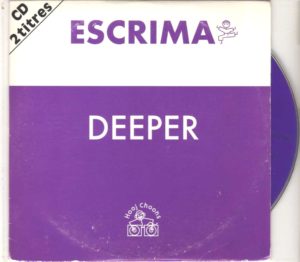 CD
2 titres
ESCRIMA
DEEPER
Hooj Choons